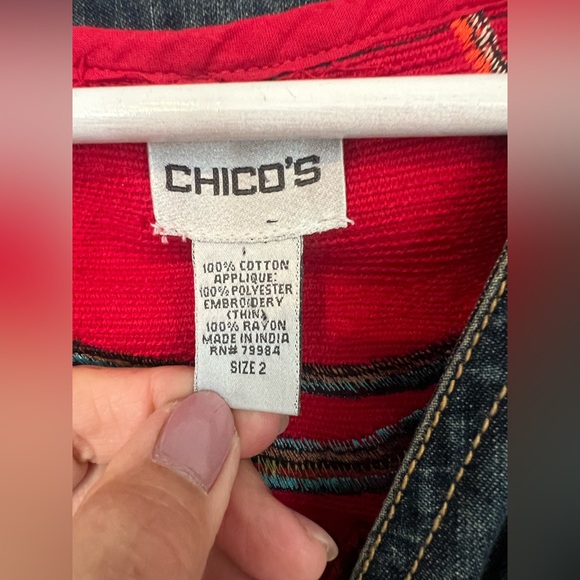 CHICO'S
100% COTTON
APPLIQUE:
100% POLYESTER
EMBROIDERY
(THIN)
100% RAYON
MADE IN INDIA
RN# 79984
SIZE 2